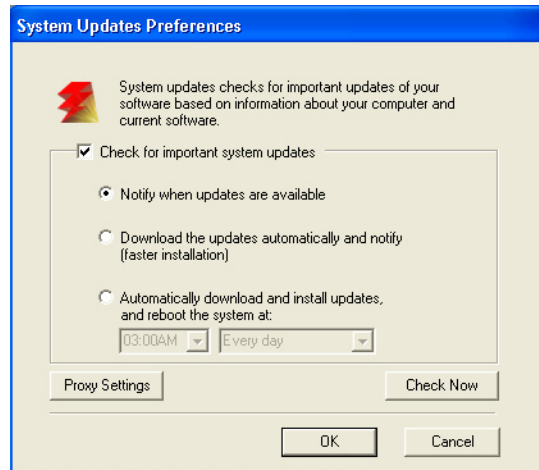 System Updates Preferences
System updates checks for important updates of your
software based on information about your computer and
current software.
Check for important system updates
Notify when updates are available
Download the updates automatically and notify
(faster installation)
Automatically download and install updates,
and reboot the system at:
03:00AM Every day
Proxy Settings Check Now
OK Cancel